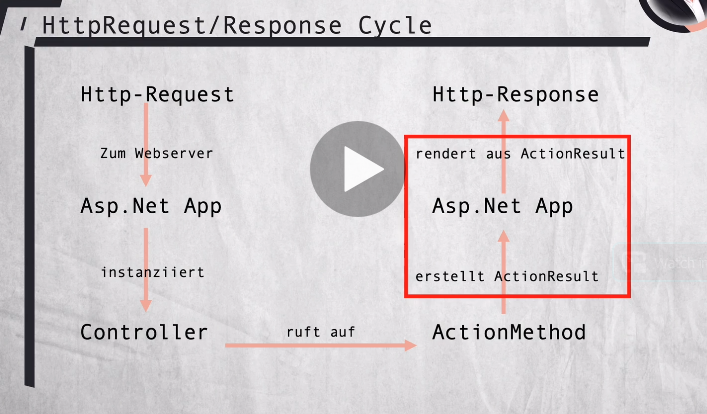 HttpRequest/Response Cycle
Http-Request
Http-Response
Zum Webserver
rendert aus ActionResult
Asp.Net App
Asp.Net App
instanziiert
erstellt ActionResult
Controller
ruft auf
ActionMethod